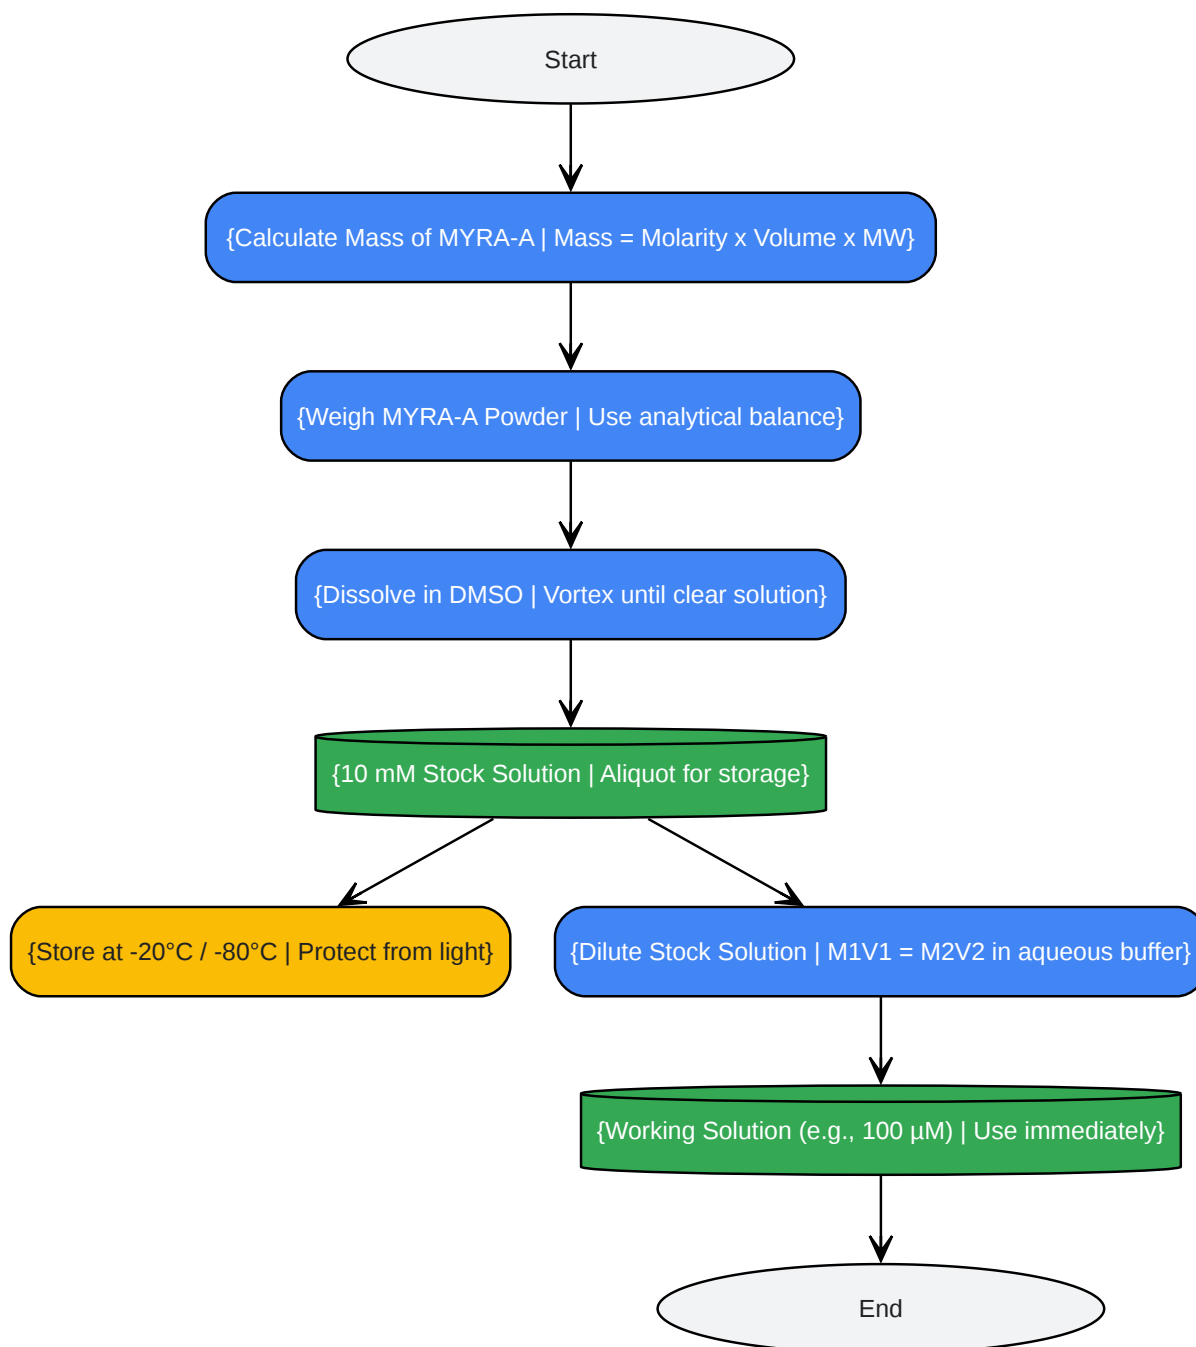 Start
{Calculate Mass of MYRA-A | Mass = Molarity x Volume x MW}
{Weigh MYRA-A Powder | Use analytical balance}
{Dissolve in DMSO | Vortex until clear solution}
{10 mM Stock Solution | Aliquot for storage}
{Store at -20°C / -80°C | Protect from light}
{Dilute Stock Solution | M1V1 = M2V2 in aqueous buffer}
{Working Solution (e.g., 100 µM) | Use immediately}
End